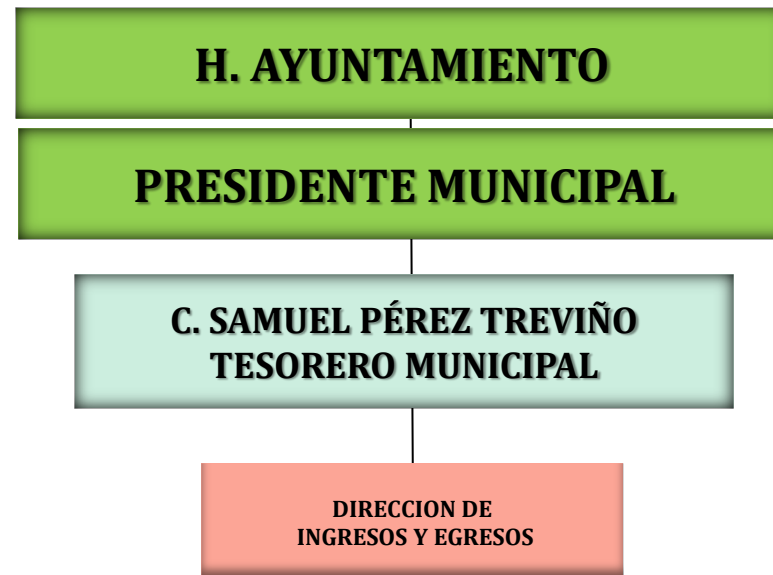 H. AYUNTAMIENTO
PRESIDENTE MUNICIPAL
C. SAMUEL PÉREZ TREVIÑO
TESORERO MUNICIPAL
DIRECCION DE
INGRESOS Y EGRESOS